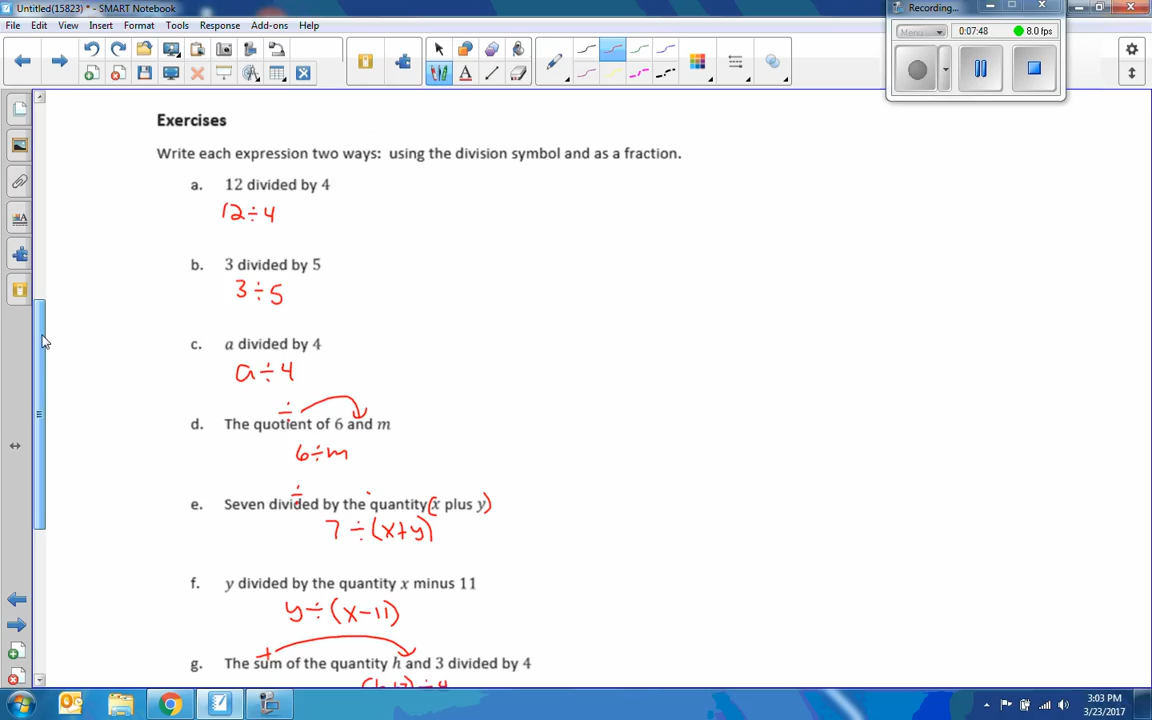 Untitled(15823) * - SMART Notebook
Recording...
File Edit View Insert Format Tools Response Add-ons Help
Menu 0:07:48 8.0 fps
Exercises
Write each expression two ways: using the division symbol and as a fraction.
a. 12 divided by 4
12÷4
b. 3 divided by 5
3÷5
c. a divided by 4
a÷4
÷
d. The quotient of 6 and m
6÷m
÷
e. Seven divided by the quantity (x plus y)
7÷(x+y)
f. y divided by the quantity x minus 11
y÷(x-11)
+
g. The sum of the quantity h and 3 divided by 4
3:03 PM
3/23/2017